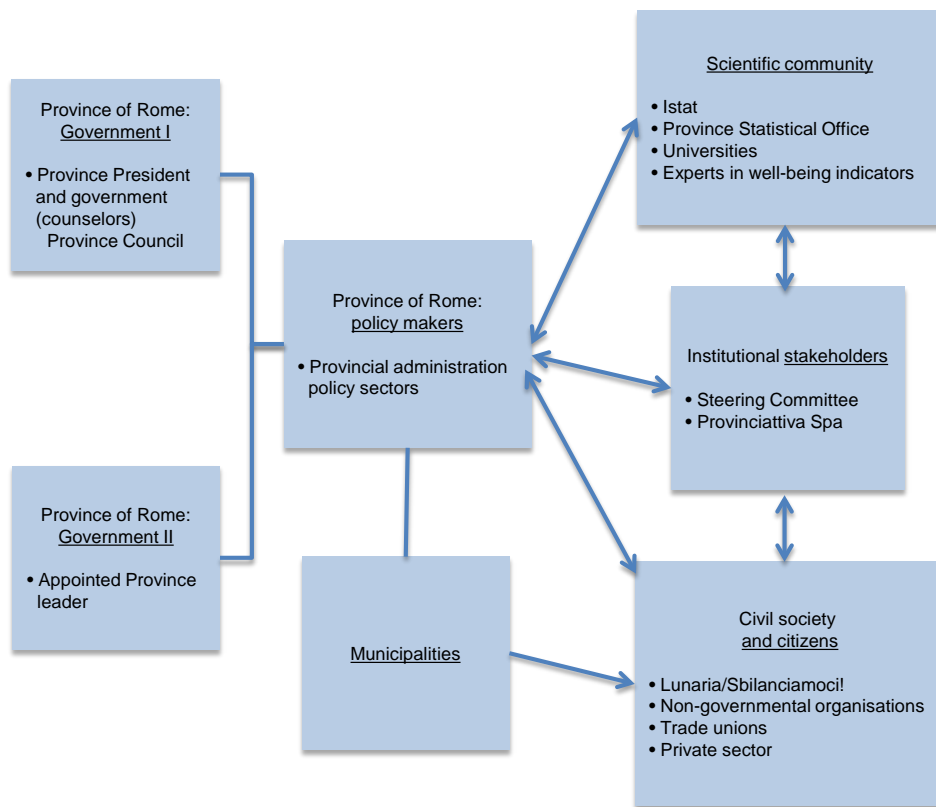 Province of Rome:
Government I
• Province President
and government
(counselors)
Province Council
Province of Rome:
Government II
• Appointed Province
leader
Province of Rome:
policy makers
• Provincial administration
policy sectors
Municipalities
Scientific community
• Istat
• Province Statistical Office
• Universities
• Experts in well-being indicators
Institutional stakeholders
• Steering Committee
• Provinciattiva Spa
Civil society
and citizens
• Lunaria/Sbilanciamoci!
• Non-governmental organisations
• Trade unions
• Private sector